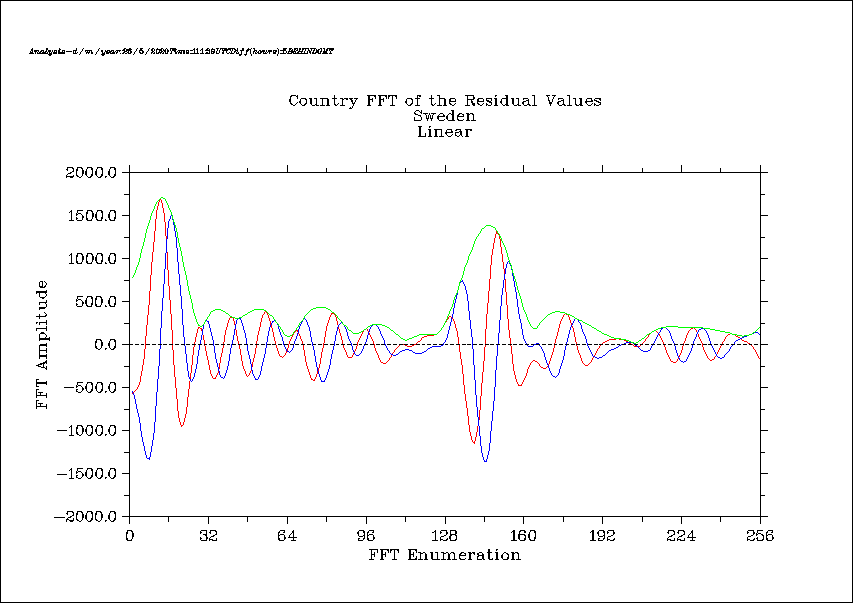 Country FFT of the Residual Values
Sweden
Linear
2000.0
1500.0
1000.0
500.0
0.0
−500.0
−1000.0
−1500.0
−2000.0
FFT Amplitude
0 32 64 96 128 160 192 224 256
FFT Enumeration